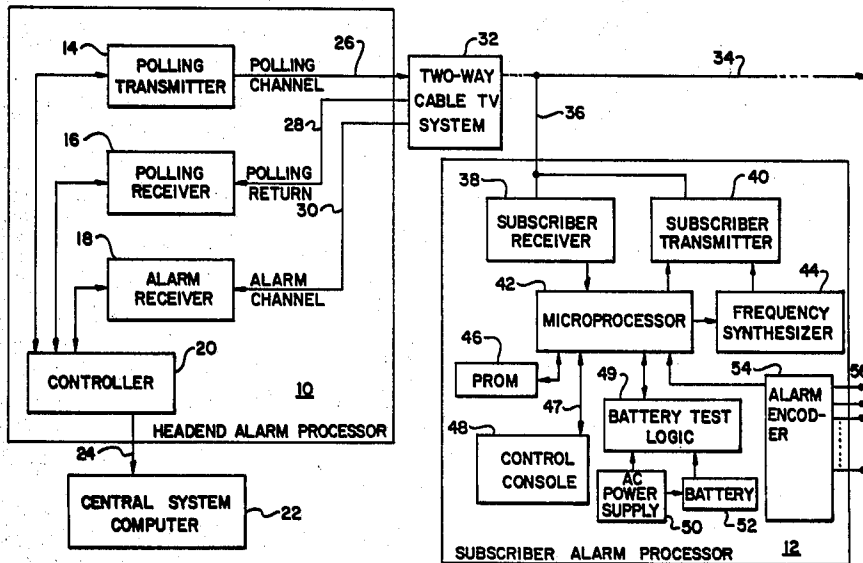 14
POLLING
TRANSMITTER
POLLING
CHANNEL
26
32
TWO-WAY
CABLE TV
SYSTEM
34
28
36
16
POLLING
RECEIVER
POLLING
RETURN
30
18
ALARM
RECEIVER
ALARM
CHANNEL
20
CONTROLLER
10
HEADEND ALARM PROCESSOR
24
CENTRAL SYSTEM
COMPUTER
22
38
SUBSCRIBER
RECEIVER
40
SUBSCRIBER
TRANSMITTER
42
MICROPROCESSOR
44
FREQUENCY
SYNTHESIZER
46
PROM
47
48
CONTROL
CONSOLE
49
BATTERY TEST
LOGIC
AC
POWER
SUPPLY
50
BATTERY
52
54
ALARM
ENCOD-
ER
56
SUBSCRIBER ALARM PROCESSOR
12